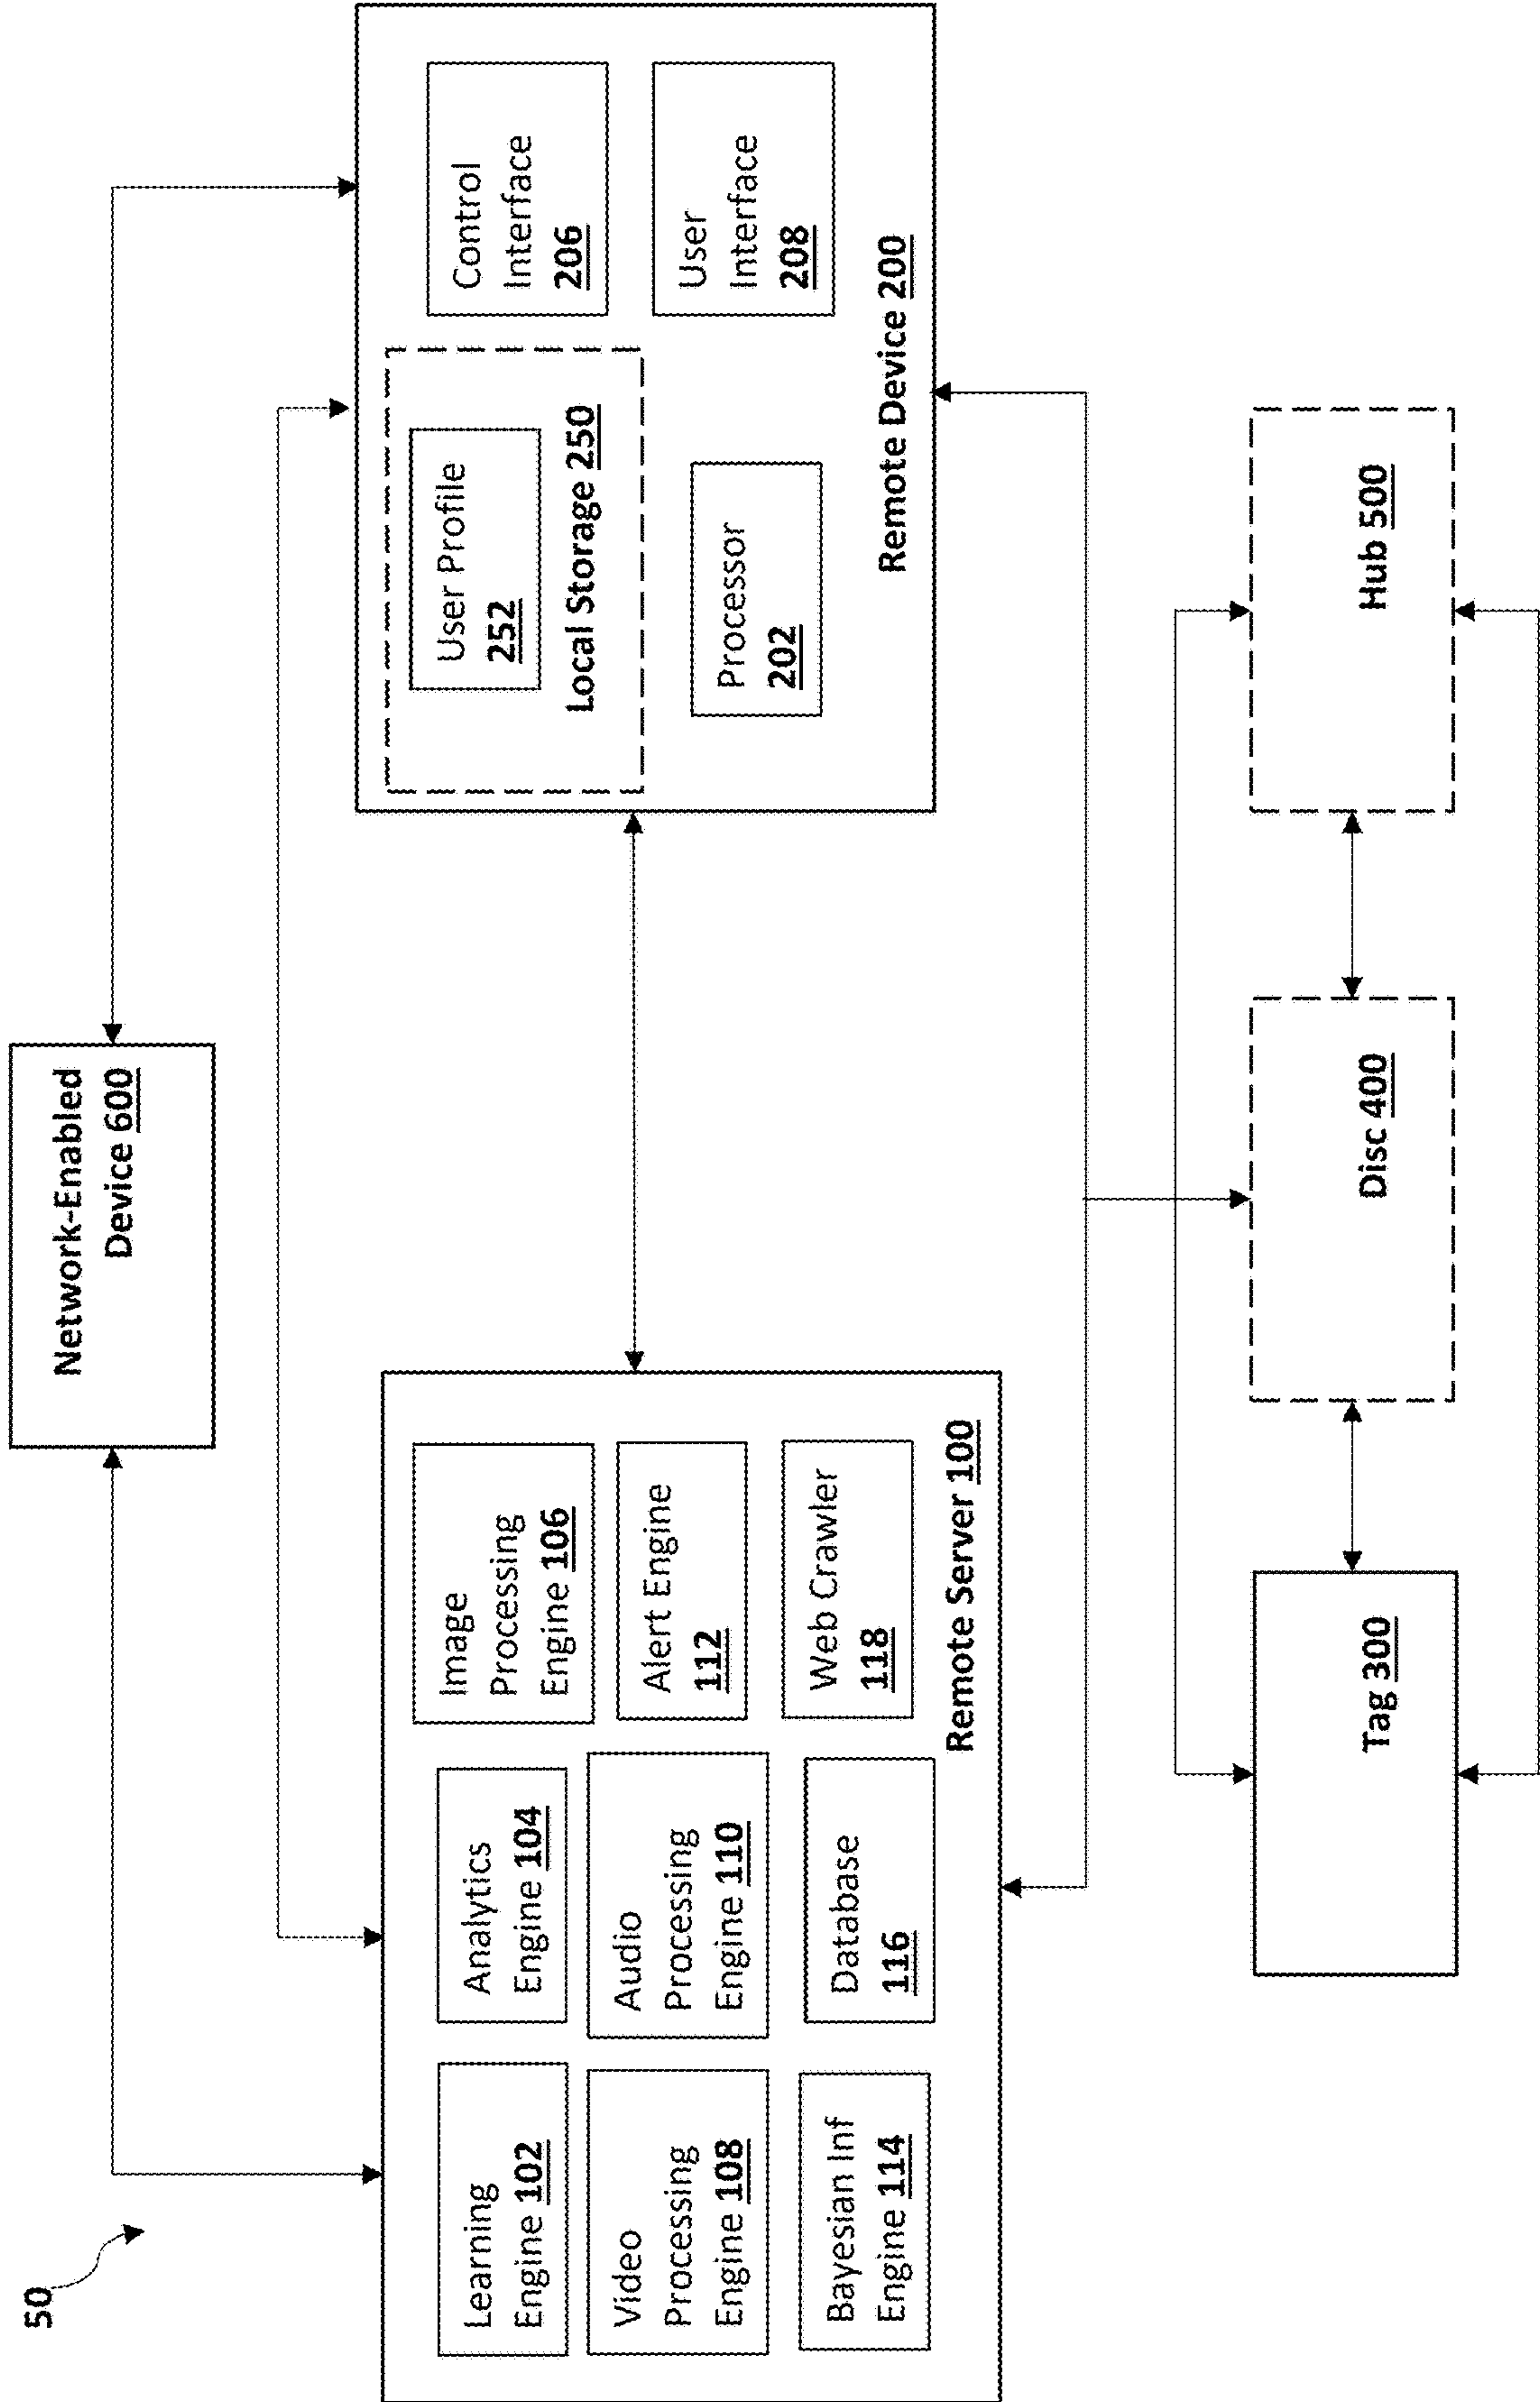 50
Network-Enabled
Device 600
Learning
Engine 102
Analytics
Engine 104
Image
Processing
Engine 106
Video
Processing
Engine 108
Audio
Processing
Engine 110
Alert Engine
112
Bayesian Inf
Engine 114
Database
116
Web Crawler
118
Remote Server 100
User Profile
252
Local Storage 250
Control
Interface
206
Processor
202
User
Interface
208
Remote Device 200
Tag 300
Disc 400
Hub 500